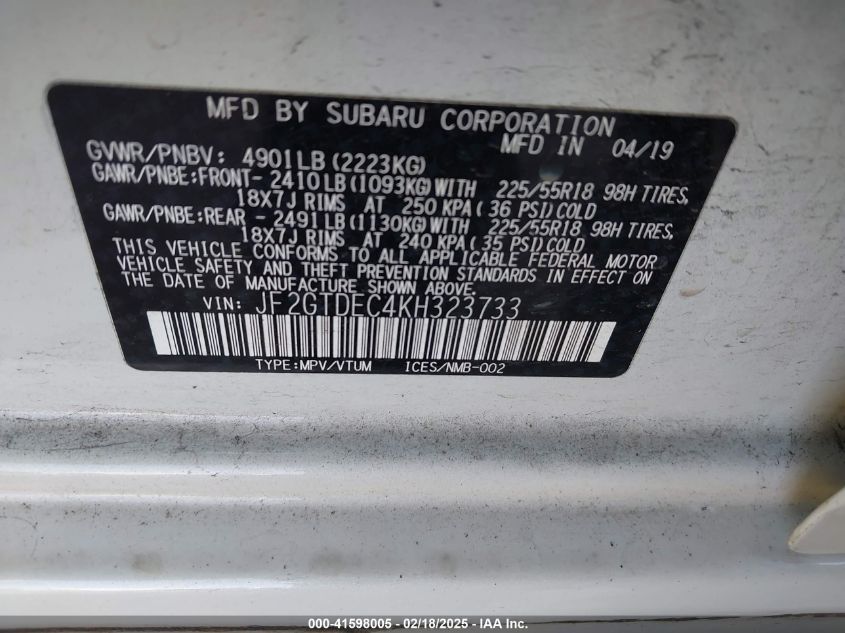 MFD BY SUBARU CORPORATION
MFD IN 04/19
GVWR/PNBV: 4901LB(2223KG)
GAWR/PNBE:FRONT- 2410LB(1093KG)WITH 225/55R18 98H TIRES,
18X7J RIMS AT 250 KPA( 36 PSI)COLD
GAWR/PNBE:REAR - 2491LB(1130KG)WITH 225/55R18 98H TIRES,
18X7J RIMS AT 240 KPA( 35 PSI)COLD
THIS VEHICLE CONFORMS TO ALL APPLICABLE FEDERAL MOTOR
VEHICLE SAFETY AND THEFT PREVENTION STANDARDS IN EFFECT ON
THE DATE OF MANUFACTURE SHOWN ABOVE.
VIN: JF2GTDEC4KH323733
TYPE:MPV/VTUM ICES/NMB-002
000-41598005 - 02/18/2025 - IAA Inc.